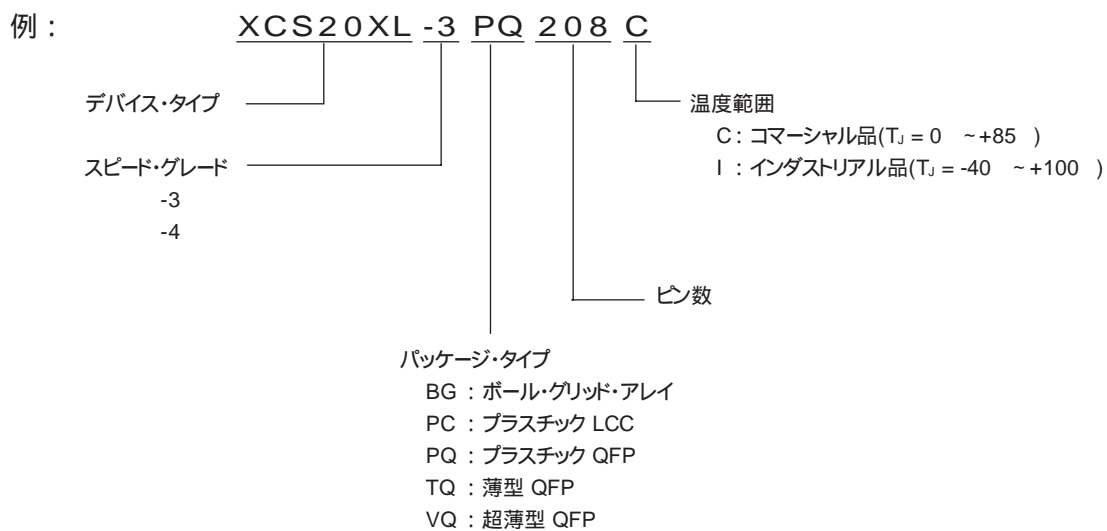 例：
XCS20XL -3 PQ 208 C
デバイス・タイプ
温度範囲
C : コマーシャル品(TJ = 0 ~+85 )
I : インダストリアル品(TJ = -40 ~+100 )
スピード・グレード
-3
-4
ピン数
パッケージ・タイプ
BG : ボール・グリッド・アレイ
PC : プラスチック LCC
PQ : プラスチック QFP
TQ : 薄型 QFP
VQ : 超薄型 QFP